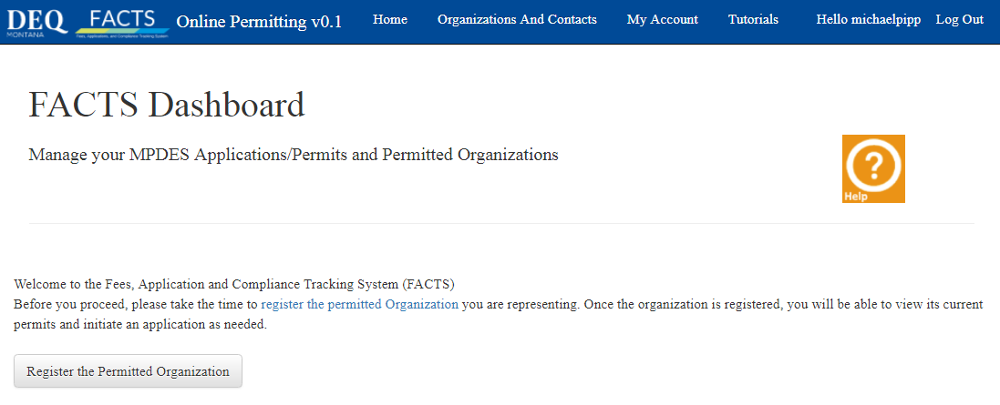 DEQ FACTS Online Permitting v0.1 Home Organizations And Contacts My Account Tutorials Hello michaelpipp Log Out
MONTANA Fees, Applications, and Compliance Tracking System
FACTS Dashboard
Manage your MPDES Applications/Permits and Permitted Organizations
Help
Welcome to the Fees, Application and Compliance Tracking System (FACTS)
Before you proceed, please take the time to register the permitted Organization you are representing. Once the organization is registered, you will be able to view its current
permits and initiate an application as needed.
Register the Permitted Organization